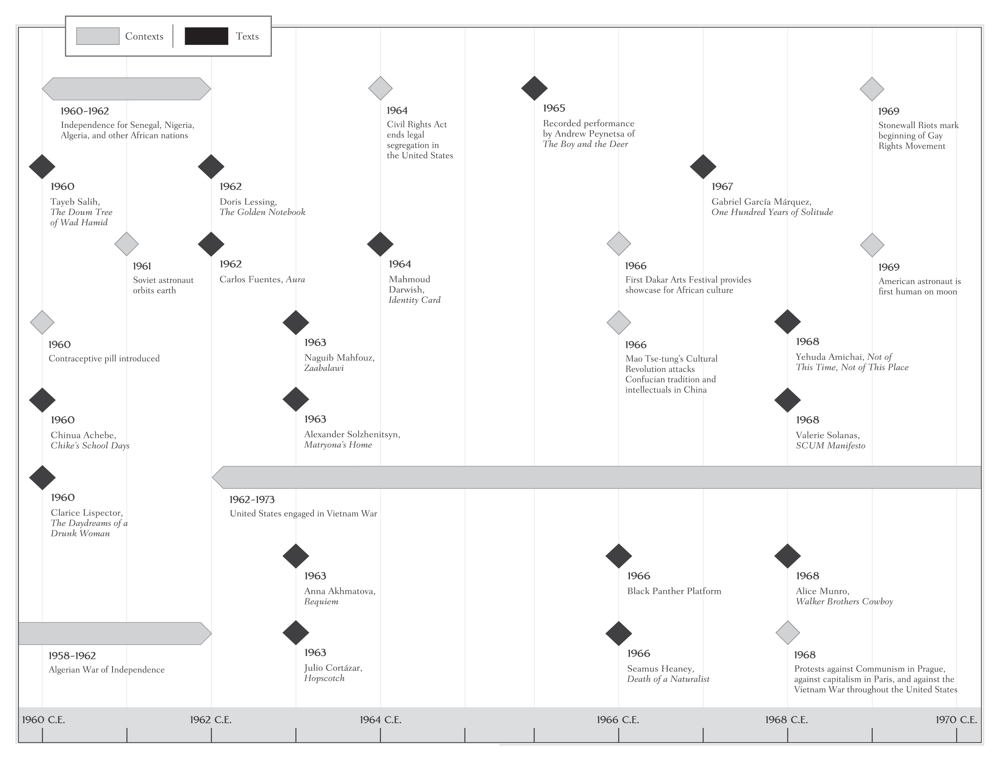 Contexts
Texts
1960–1962
Independence for Senegal, Nigeria,
Algeria, and other African nations
1964
Civil Rights Act
ends legal
segregation in
the United States
1965
Recorded performance
by Andrew Peynetsa of
The Boy and the Deer
1969
Stonewall Riots mark
beginning of Gay
Rights Movement
1960
Tayeb Salih,
The Doum Tree
of Wad Hamid
1962
Doris Lessing,
The Golden Notebook
1967
Gabriel García Márquez,
One Hundred Years of Solitude
1961
Soviet astronaut
orbits earth
1962
Carlos Fuentes, Aura
1964
Mahmoud
Darwish,
Identity Card
1966
First Dakar Arts Festival provides
showcase for African culture
1969
American astronaut is
first human on moon
1960
Contraceptive pill introduced
1963
Naguib Mahfouz,
Zaabalawi
1966
Mao Tse-tung's Cultural
Revolution attacks
Confucian tradition and
intellectuals in China
1968
Yehuda Amichai, Not of
This Time, Not of This Place
1960
Chinua Achebe,
Chike's School Days
1963
Alexander Solzhenitsyn,
Matryona's Home
1968
Valerie Solanas,
SCUM Manifesto
1960
Clarice Lispector,
The Daydreams of a
Drunk Woman
1962–1973
United States engaged in Vietnam War
1963
Anna Akhmatova,
Requiem
1966
Black Panther Platform
1968
Alice Munro,
Walker Brothers Cowboy
1958–1962
Algerian War of Independence
1963
Julio Cortázar,
Hopscotch
1966
Seamus Heaney,
Death of a Naturalist
1968
Protests against Communism in Prague,
against capitalism in Paris, and against the
Vietnam War throughout the United States
1960 C.E.
1962 C.E.
1964 C.E.
1966 C.E.
1968 C.E.
1970 C.E.